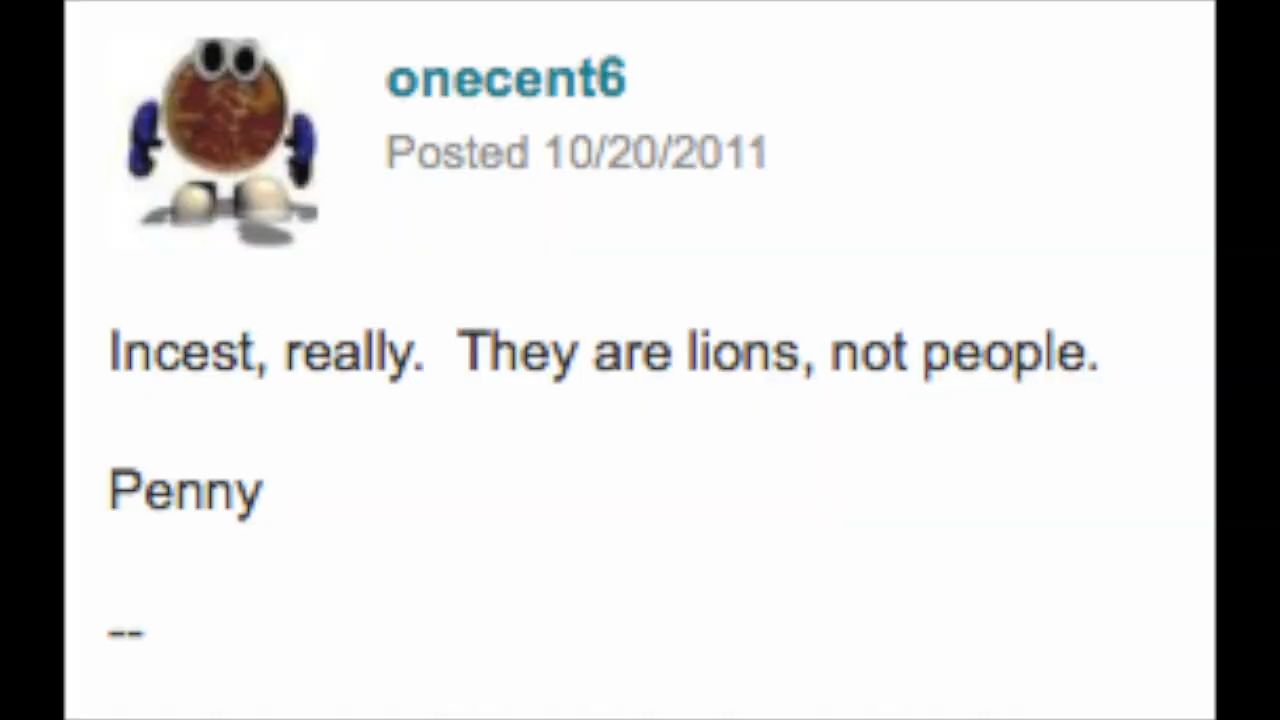 onecent6
Posted 10/20/2011
Incest, really.  They are lions, not people.
Penny
--